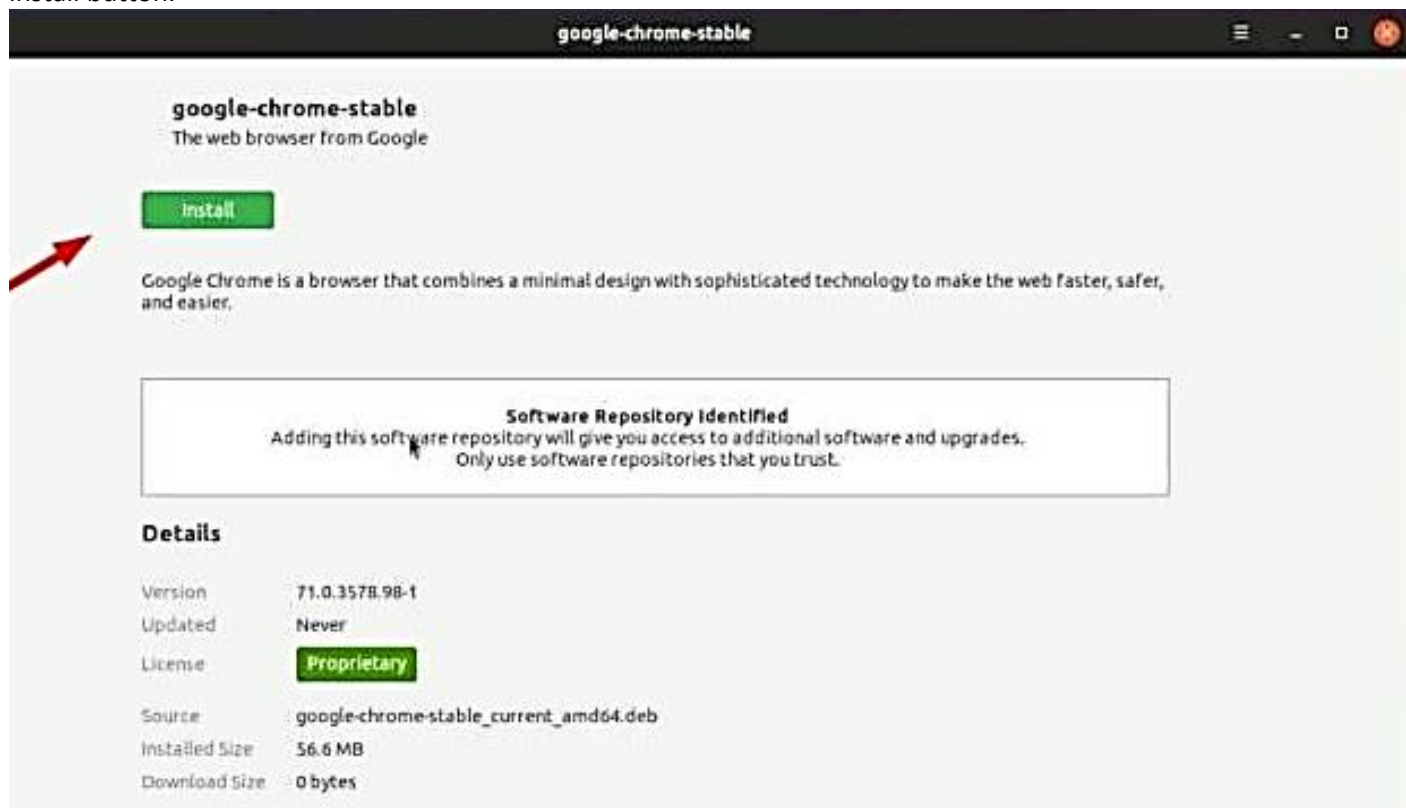 install button.
google-chrome-stable
google-chrome-stable
The web browser from Google
Install
Google Chrome is a browser that combines a minimal design with sophisticated technology to make the web faster, safer,
and easier.
Software Repository Identified
Adding this software repository will give you access to additional software and upgrades.
Only use software repositories that you trust.
Details
Version 71.0.3578.98-1
Updated Never
License Proprietary
Source google-chrome-stable_current_amd64.deb
Installed Size 56.6 MB
Download Size 0 bytes